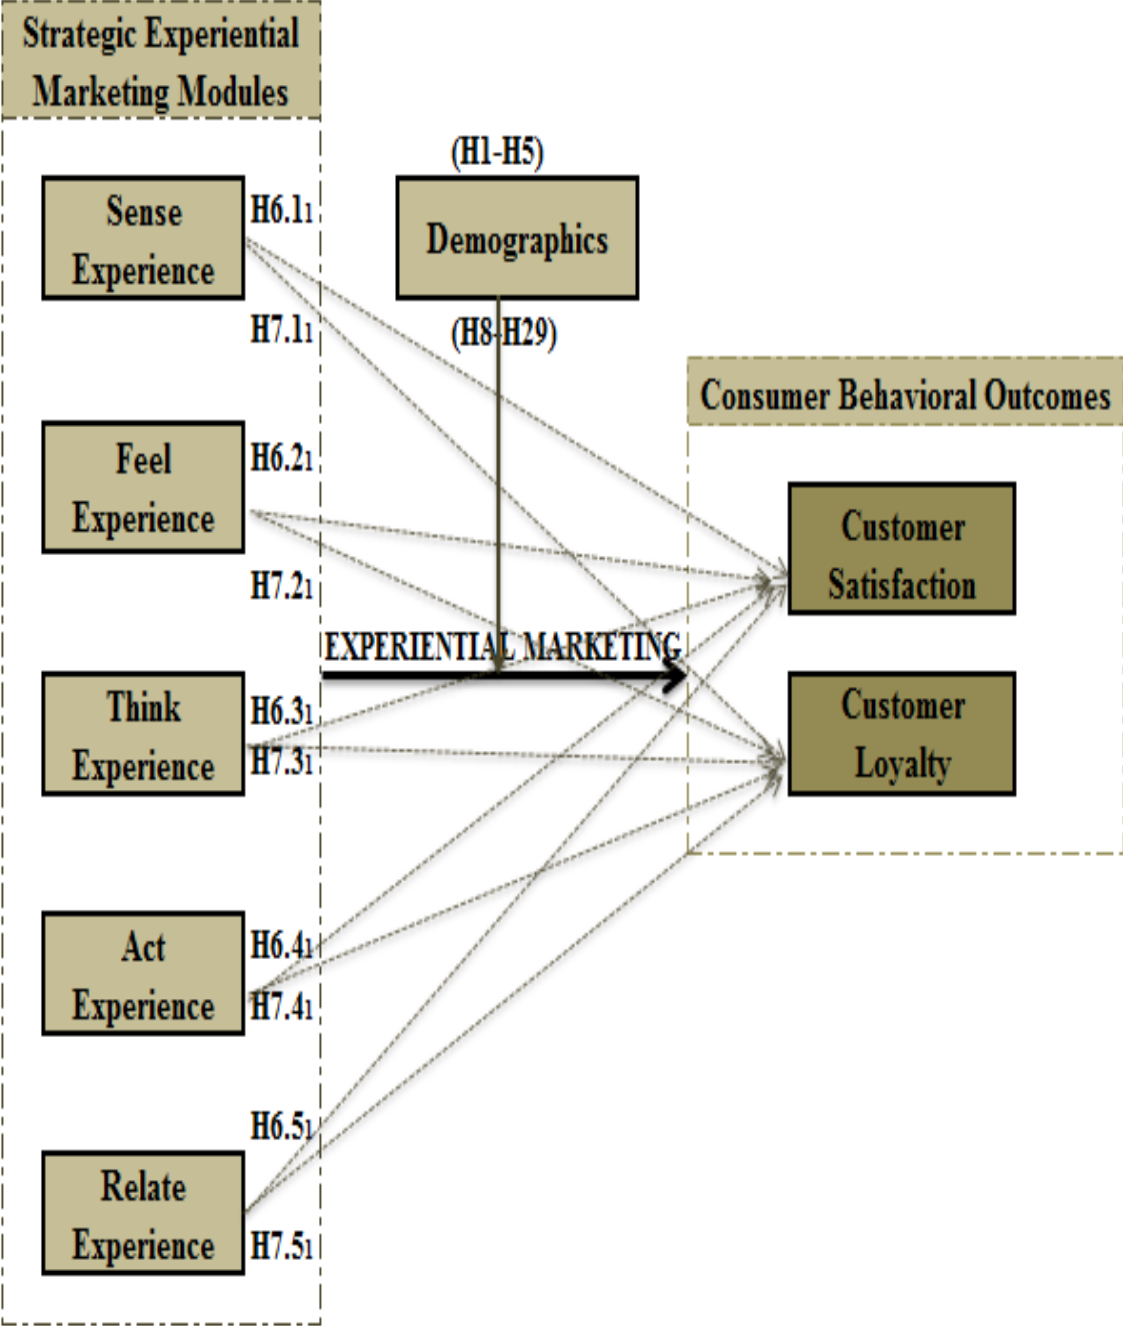 Strategic Experiential
Marketing Modules
(H1-H5)
Sense
Experience
H6.11
Demographics
H7.11
(H8-H29)
Consumer Behavioral Outcomes
Feel
Experience
H6.21
H7.21
Customer
Satisfaction
EXPERIENTIAL MARKETING
Think
Experience
H6.31
H7.31
Customer
Loyalty
Act
Experience
H6.41
H7.41
Relate
Experience
H6.51
H7.51